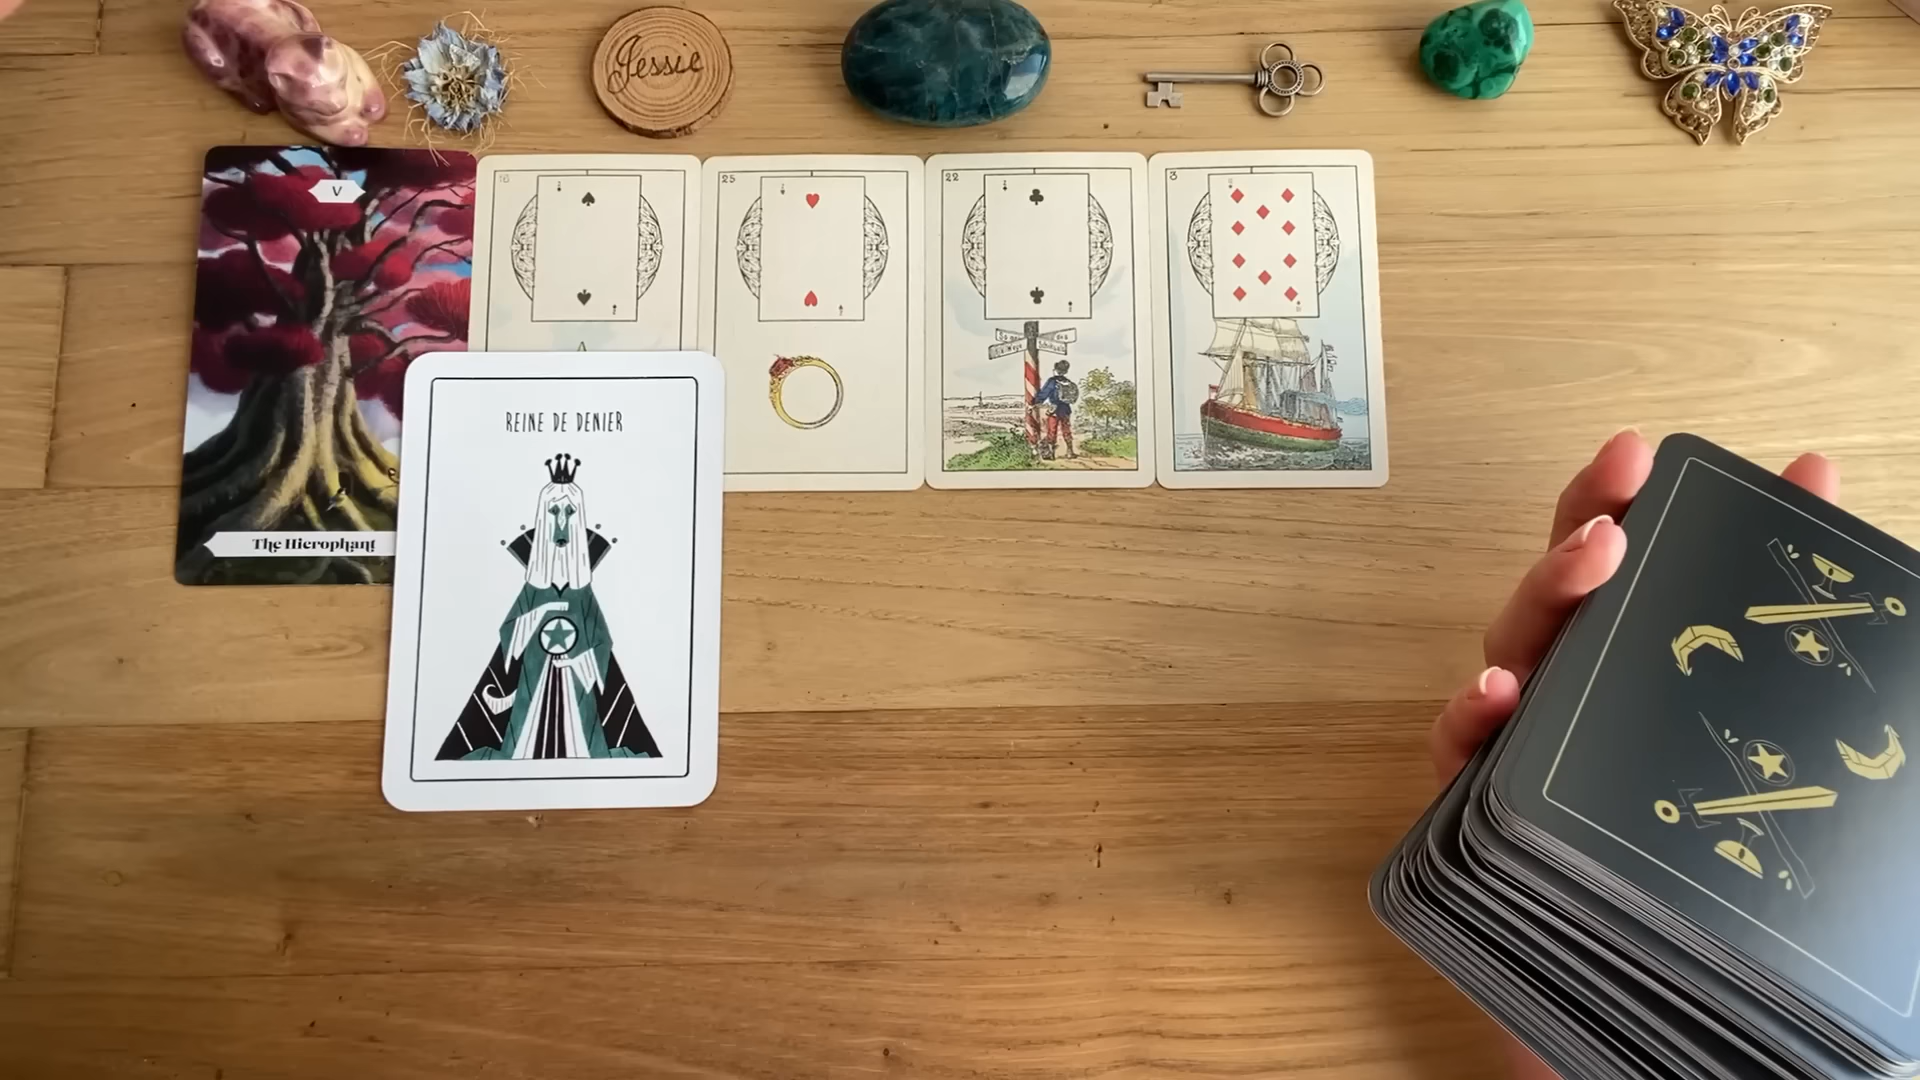 Jessie
V
The Hierophant
16
25
22
3
REINE DE DENIER